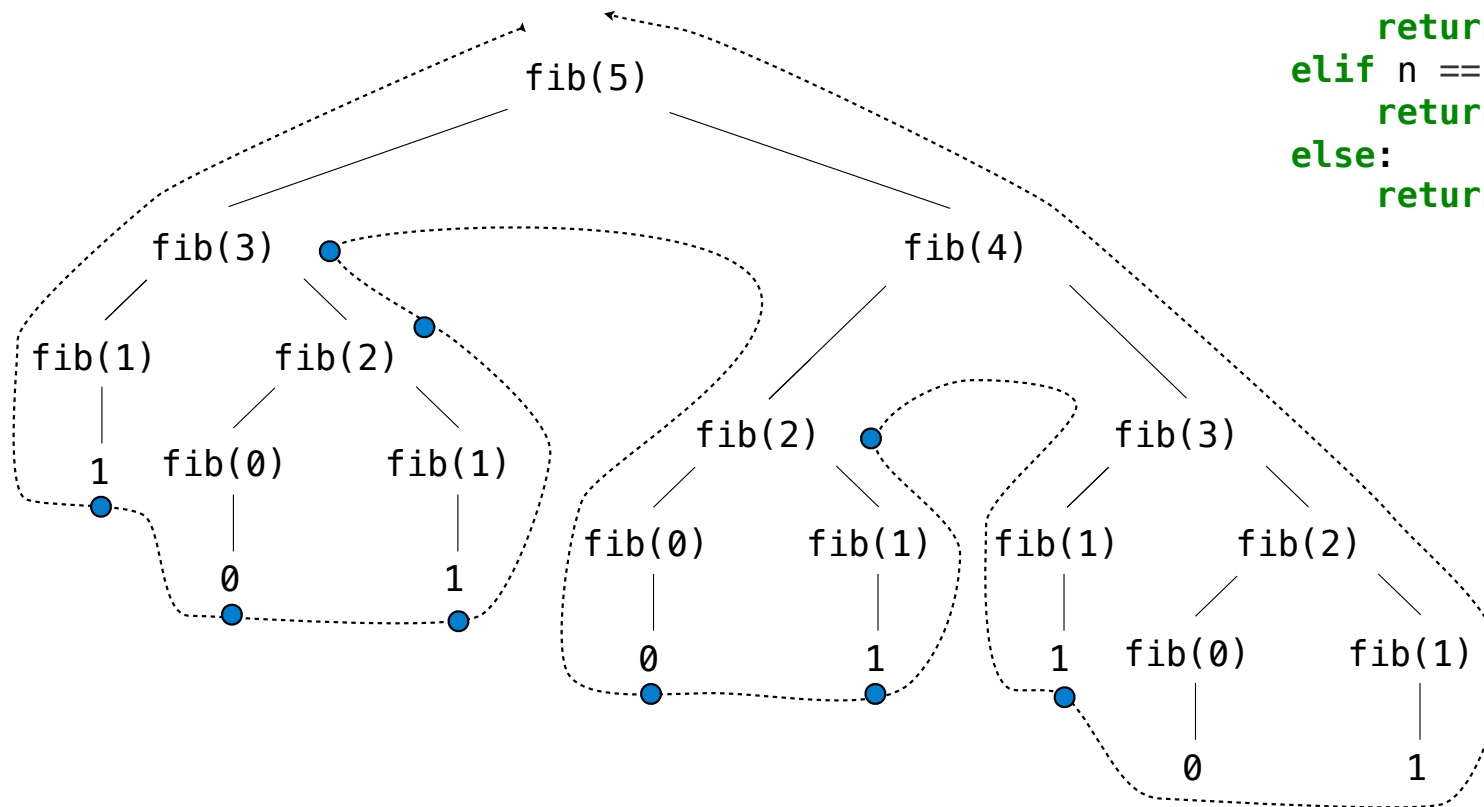 retur
fib(5)
elif n ==
retur
else:
retur
fib(3) fib(4)
fib(1) fib(2)
fib(2) fib(3)
1 fib(0) fib(1)
fib(0) fib(1) fib(1) fib(2)
0 1
0 1 1 fib(0) fib(1)
0 1